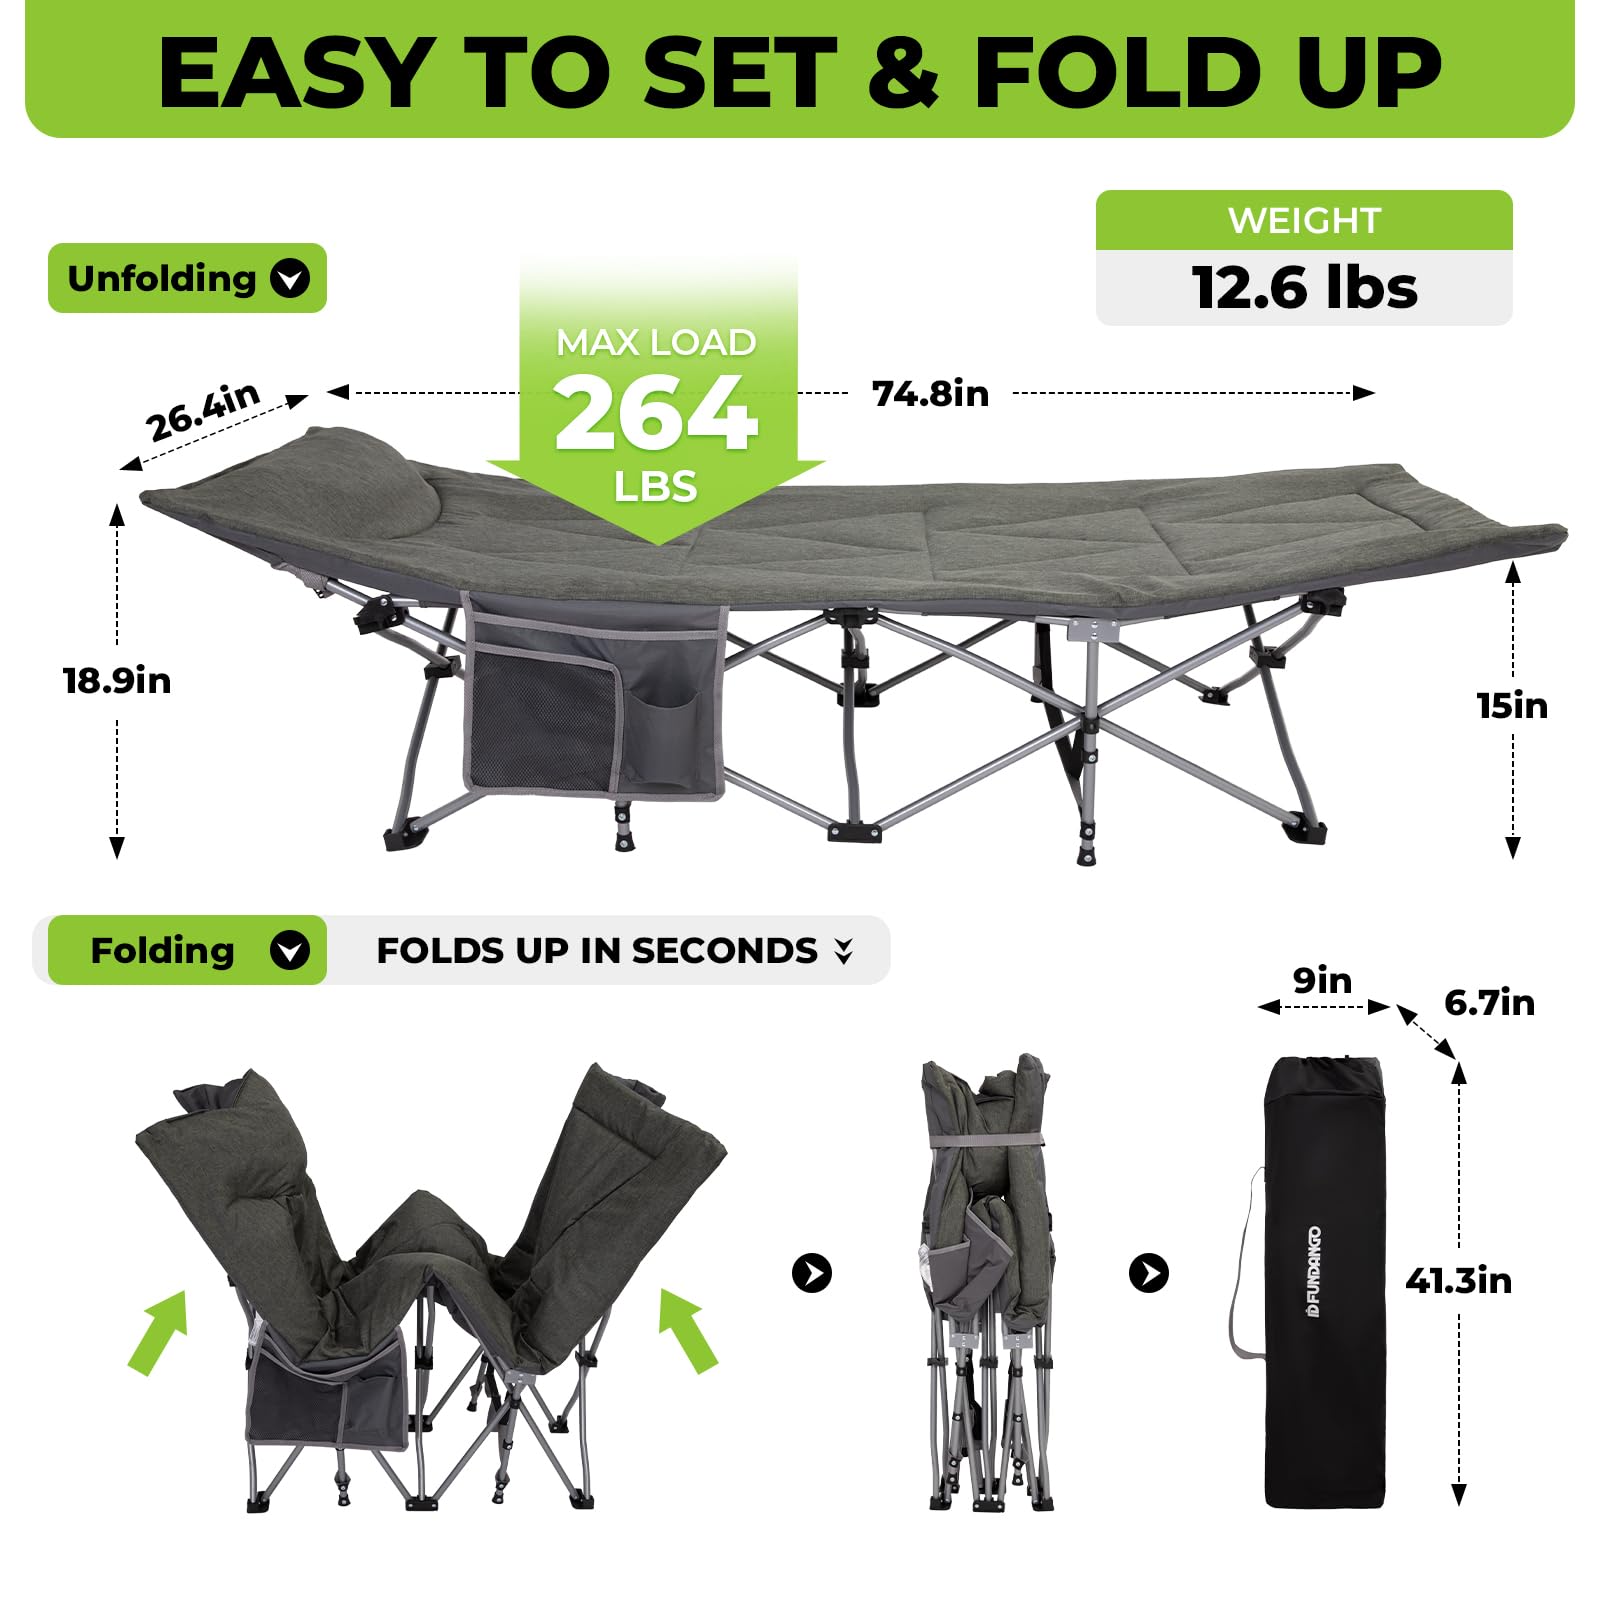 EASY TO SET & FOLD UP
WEIGHT
12.6 lbs
Unfolding
MAX LOAD
264
LBS
26.4in
74.8in
18.9in
15in
Folding
FOLDS UP IN SECONDS
9in
6.7in
41.3in
FUNDANGO